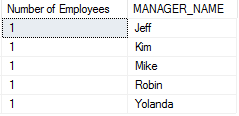 Number of Employees MANAGER_NAME
1 Jeff
1 Kim
1 Mike
1 Robin
1 Yolanda